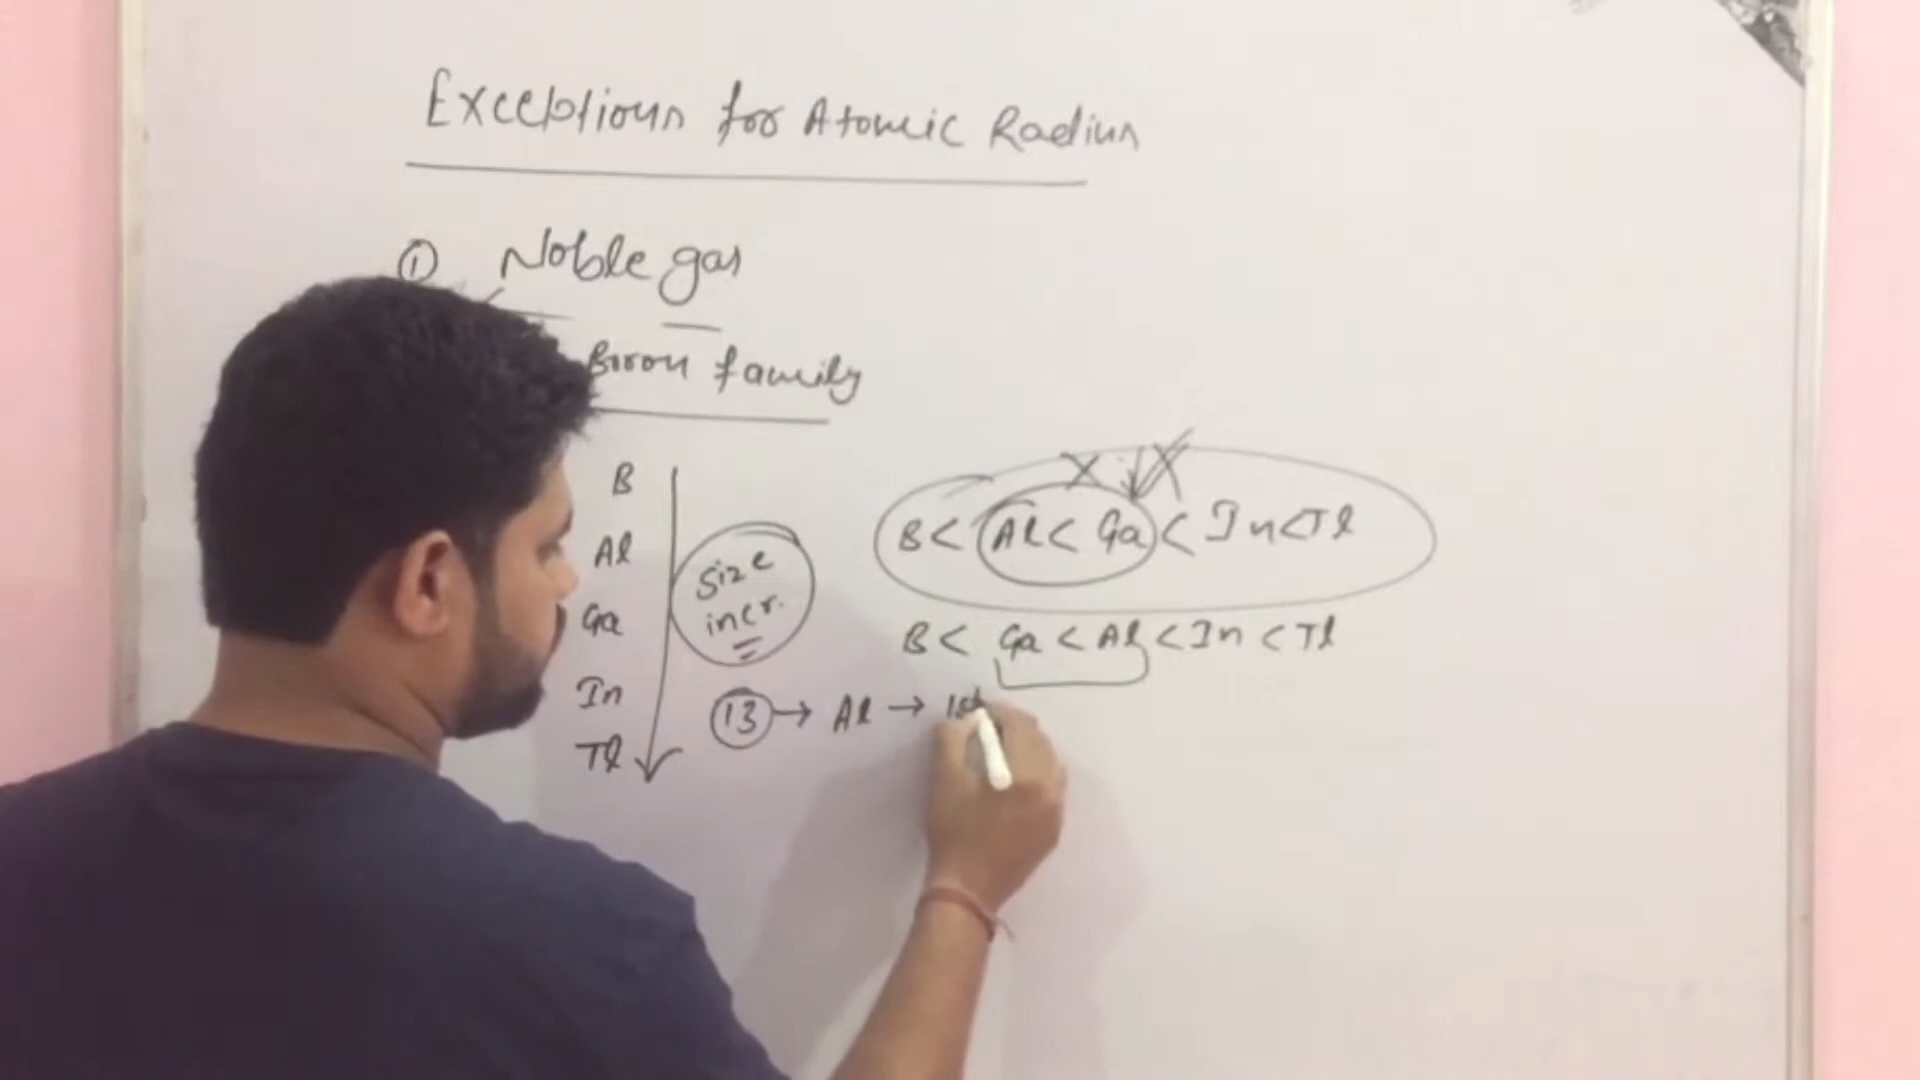 Exceptions for Atomic Radius
① Noble gas
Boron family
B
Al
Ga
In
Tl
Size
incr.
B < Al < Ga < In < Tl
B < Ga < Al < In < Tl
13 → Al →